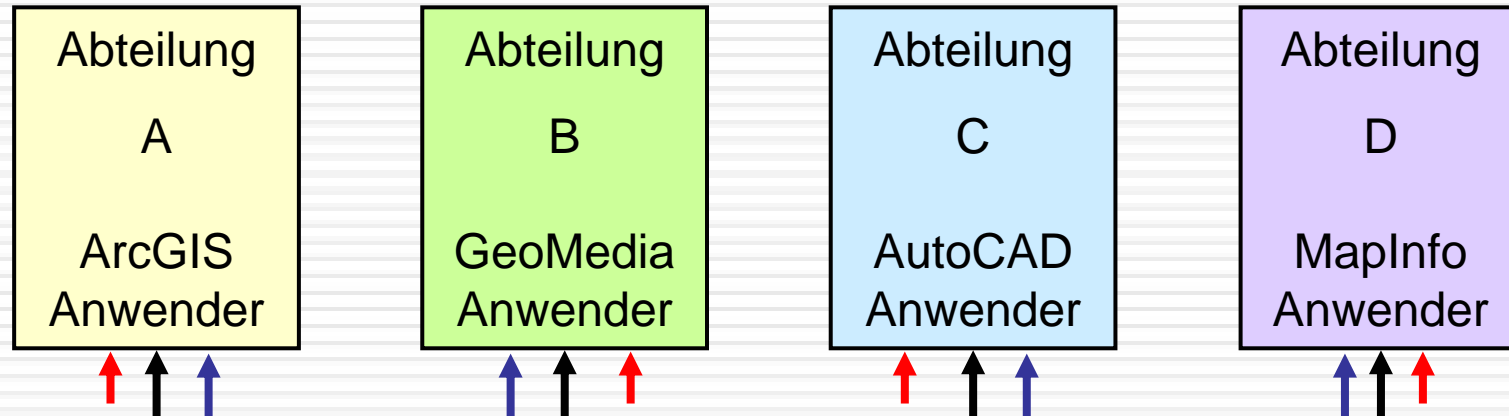 Abteilung
A
ArcGIS
Anwender
Abteilung
B
GeoMedia
Anwender
Abteilung
C
AutoCAD
Anwender
Abteilung
D
MapInfo
Anwender